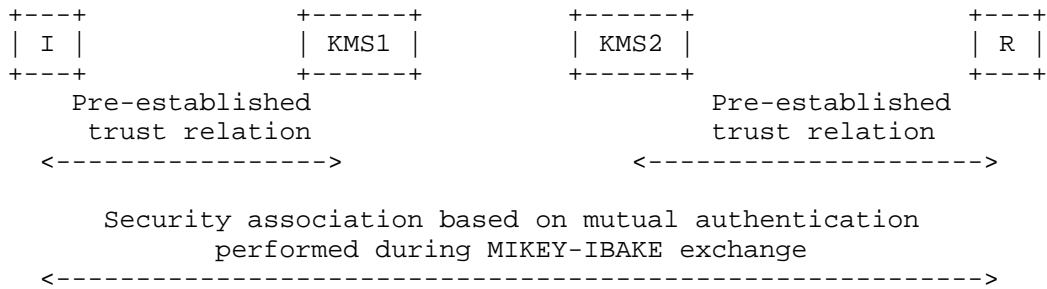 +---+ +------+ +------+ +---+
| I | | KMS1 | | KMS2 | | R |
+---+ +------+ +------+ +---+
Pre-established Pre-established
trust relation trust relation
<-----------------> <--------------------->
Security association based on mutual authentication
performed during MIKEY-IBAKE exchange
<---------------------------------------------------------->